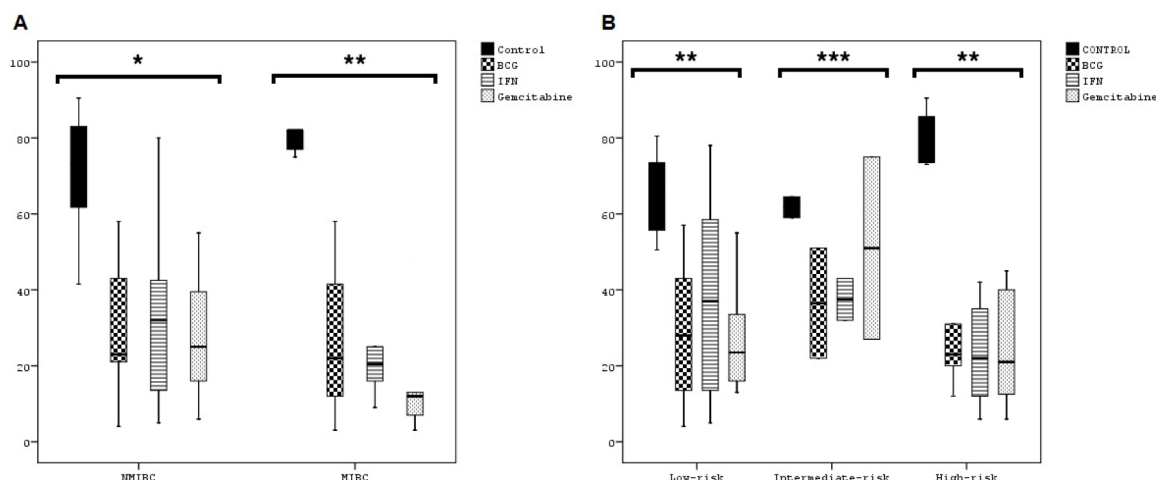 A
B
*
**
**
***
**
Control
BCG
IFN
Gemcitabine
CONTROL
BCG
IFN
Gemcitabine
100
80
60
40
20
0
100
80
60
40
20
0
NMIBC
MIBC
Low-risk
Intermediate-risk
High-risk